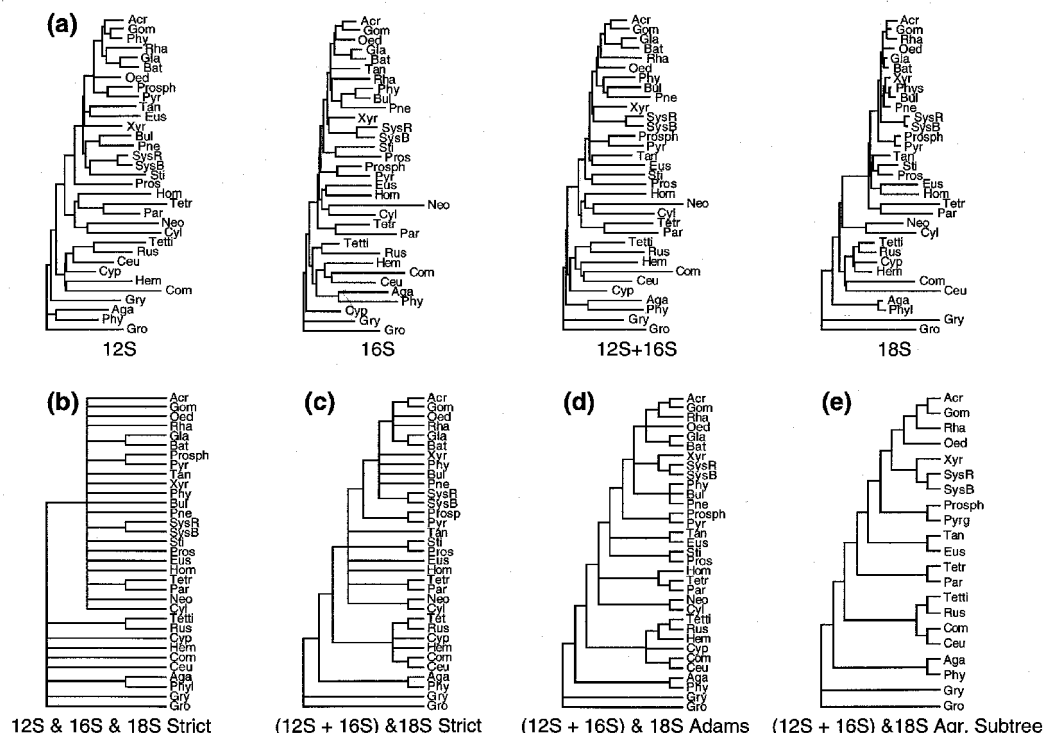 (a)
Acr
Gom
Phy
Rha
Gla
Bat
Oed
Prosph
Pyr
Tan
Eus
Xyr
Bul
Pne
SysR
SysB
Sti
Pros
Hom
Tetr
Par
Neo
Cyl
Tetti
Rus
Ceu
Cyp
Hem
Com
Gry
Aga
Phy
Gro
12S
Acr
Gom
Oed
Gla
Bat
Tan
Rha
Phy
Bul
Pne
Xyr
SysR
SysB
Sti
Pros
Prosph
Pyr
Eus
Hom
Neo
Cyl
Tetr
Par
Tetti
Rus
Hem
Com
Ceu
Aga
Phy
Cyp
Gry
Gro
16S
Acr
Gom
Gla
Bat
Rha
Oed
Phy
Bul
Pne
Xyr
SysR
SysB
Prosph
Pyr
Tan
Eus
Sti
Pros
Hom
Neo
Cyl
Tetr
Par
Tetti
Rus
Hem
Com
Ceu
Cyp
Aga
Phy
Gry
Gro
12S+16S
Acr
Gom
Rha
Oed
Gla
Bat
Xyr
Phys
Bul
Pne
SysR
SysB
Prosph
Pyr
Tan
Sti
Pros
Eus
Hom
Tetr
Par
Neo
Cyl
Tetti
Rus
Cyp
Hem
Com
Ceu
Aga
Phyl
Gry
Gro
18S
(b)
Acr
Gom
Oed
Rha
Gla
Bat
Prosph
Pyr
Tan
Xyr
Phy
Bul
Pne
SysR
SysB
Sti
Pros
Eus
Hom
Tetr
Par
Neo
Cyl
Tetti
Rus
Cyp
Hem
Com
Ceu
Aga
Phyl
Gry
Gro
12S & 16S & 18S Strict
(c)
Acr
Gom
Oed
Rha
Gla
Bat
Xyr
Phy
Bul
Pne
SysR
SysB
Prosp
Pyr
Tan
Sti
Pros
Eus
Hom
Tetr
Par
Neo
Cyl
Tet
Rus
Cyp
Hem
Com
Ceu
Aga
Phy
Gry
Gro
(12S + 16S) &18S Strict
(d)
Acr
Gom
Rha
Oed
Gla
Bat
Xyr
SysR
SysB
Phy
Bul
Pne
Prosph
Pyr
Tan
Eus
Sti
Pros
Hom
Tetr
Par
Neo
Cyl
Tetti
Rus
Hem
Cyp
Com
Ceu
Aga
Phy
Gry
Gro
(12S + 16S) & 18S Adams
(e)
Acr
Gom
Rha
Oed
Xyr
SysR
SysB
Prosph
Pyrg
Tan
Eus
Tetr
Par
Tetti
Rus
Com
Ceu
Aga
Phy
Gry
Gro
(12S + 16S) &18S Agr. Subtree